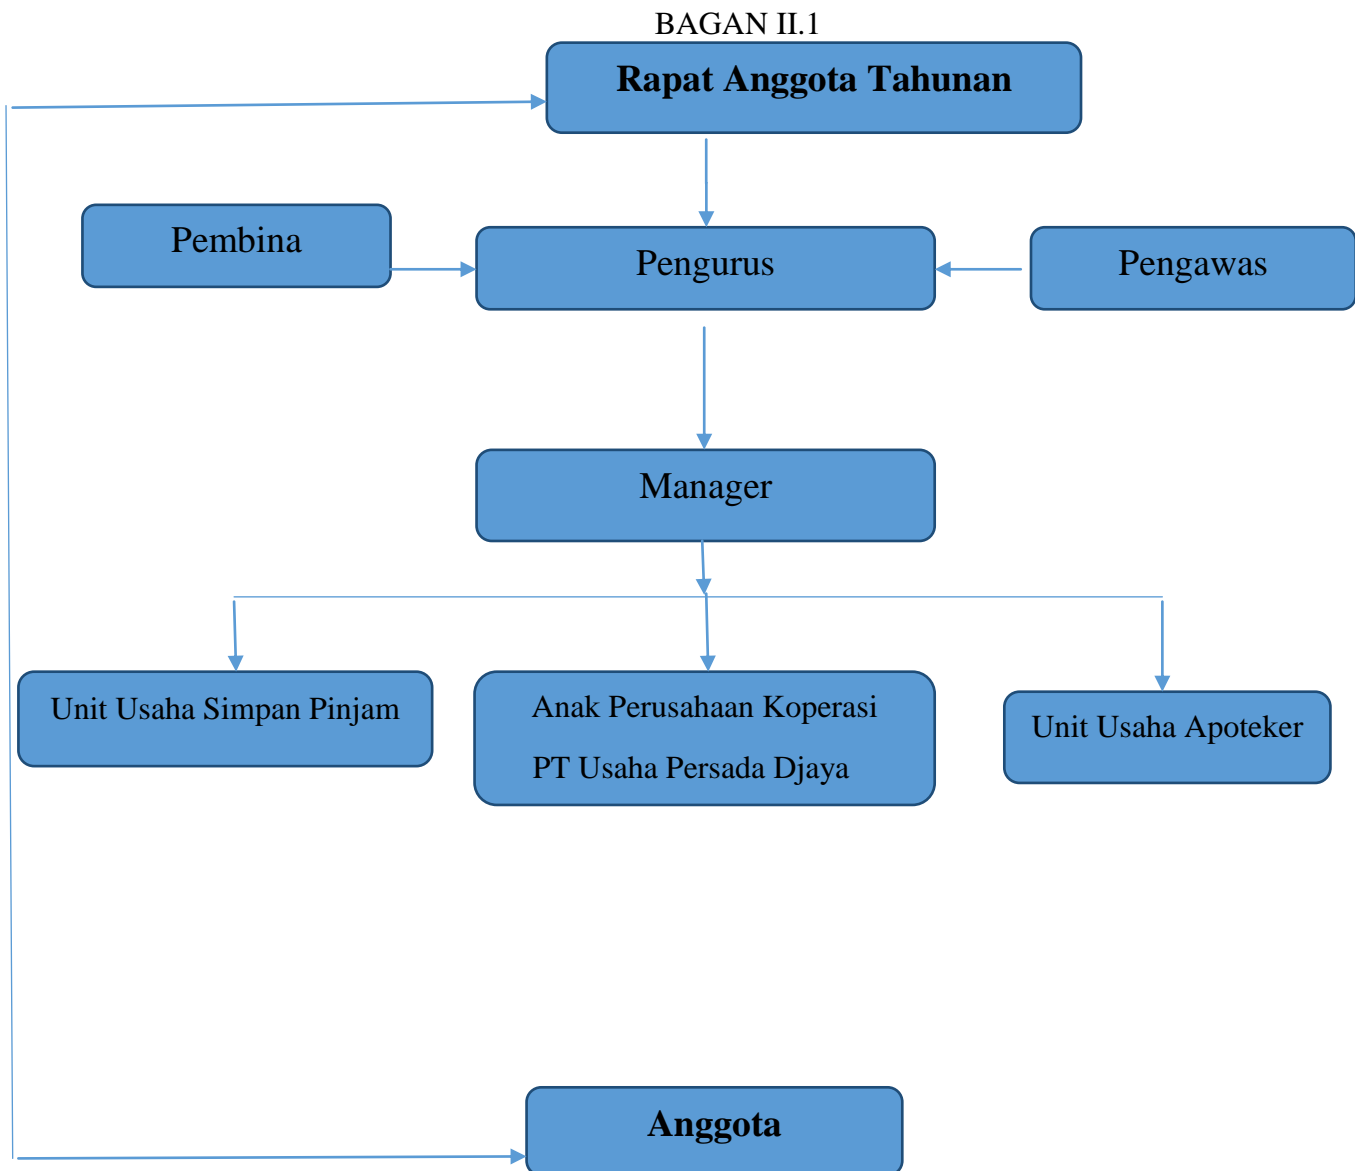 BAGAN II.1
Rapat Anggota Tahunan
Pembina
Pengurus
Pengawas
Manager
Unit Usaha Simpan Pinjam
Anak Perusahaan Koperasi
PT Usaha Persada Djaya
Unit Usaha Apoteker
Anggota